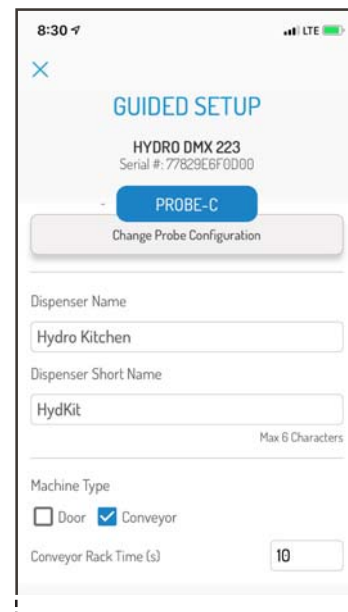 8:30
LTE
GUIDED SETUP
HYDRO DMX 223
Serial #: 77829E6F0D00
PROBE-C
Change Probe Configuration
Dispenser Name
Hydro Kitchen
Dispenser Short Name
HydKit
Max 6 Characters
Machine Type
Door Conveyor
Conveyor Rack Time (s) 10